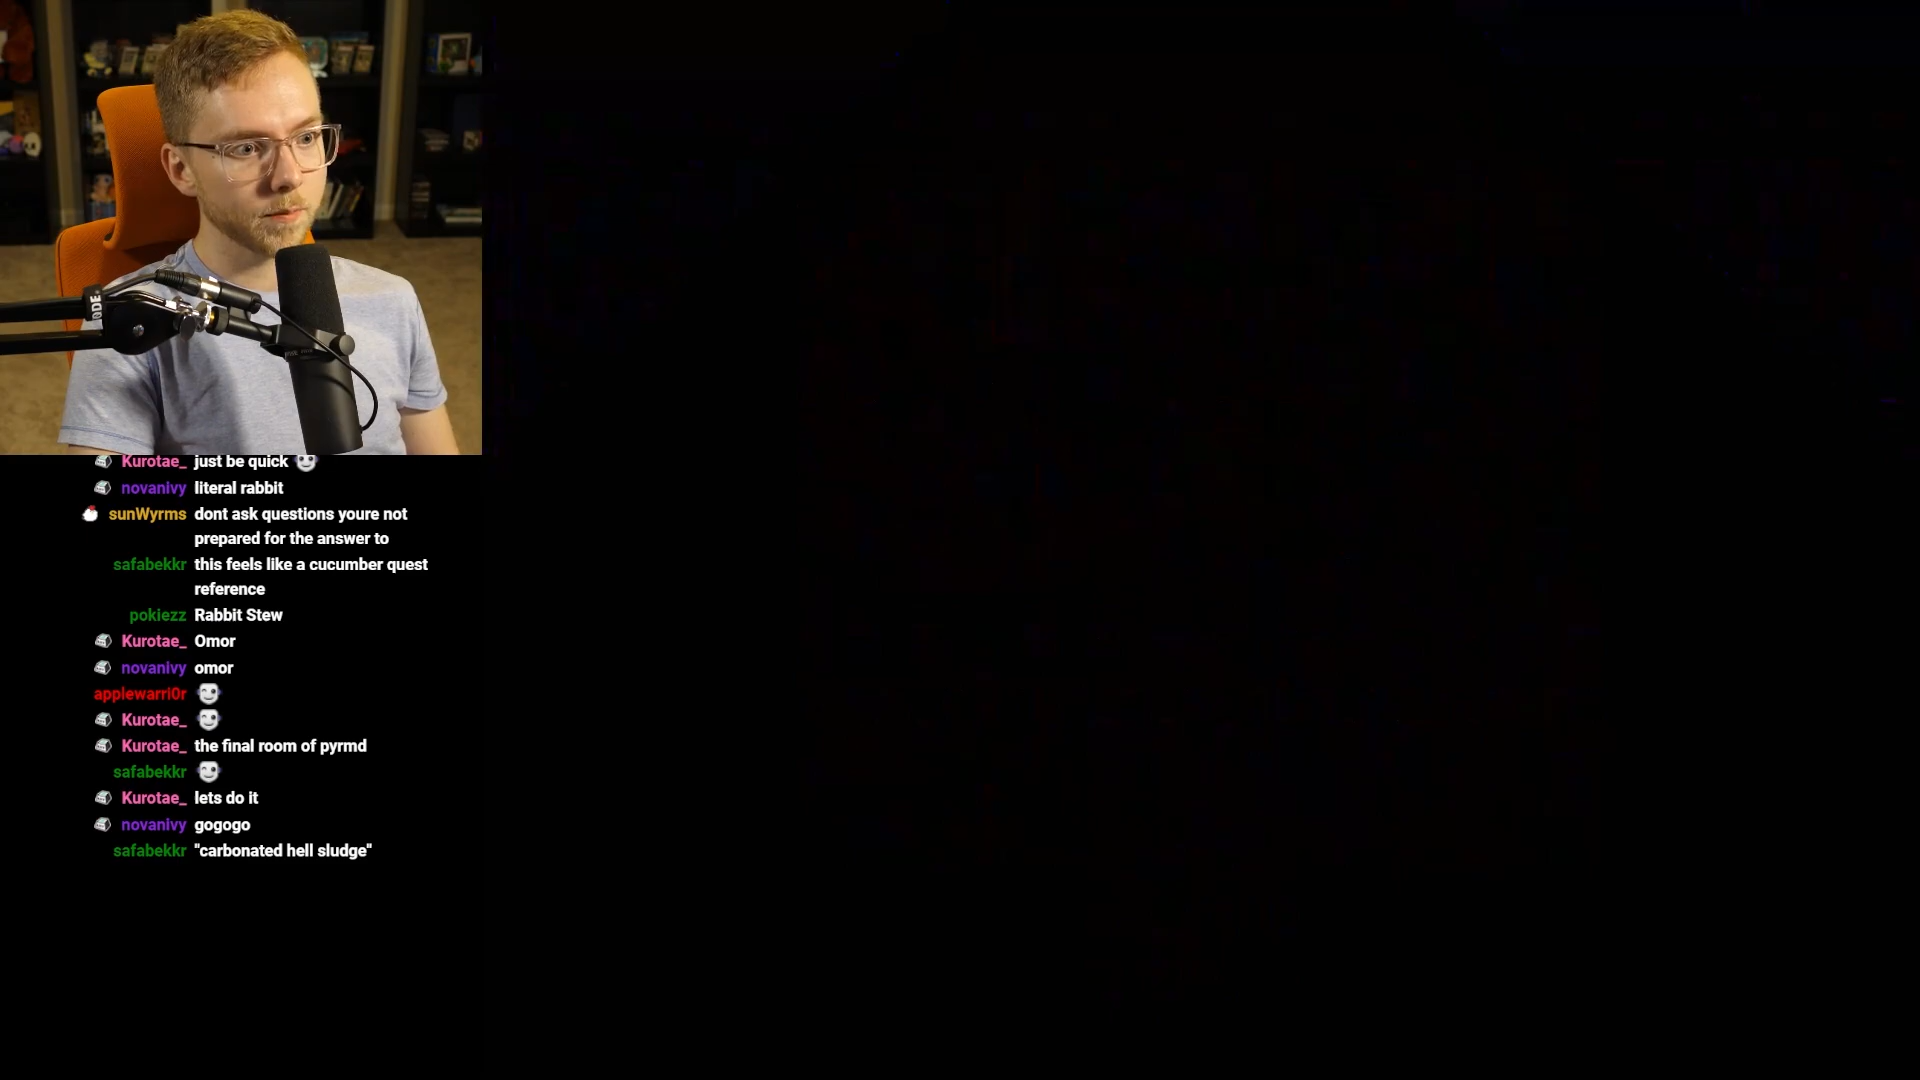 ODE
Kurotae_ just be quick
novanivy literal rabbit
sunWyrms dont ask questions youre not
prepared for the answer to
safabekkr this feels like a cucumber quest
reference
pokiezz Rabbit Stew
Kurotae_ Omor
novanivy omor
applewarri0r
Kurotae_
Kurotae_ the final room of pyrmd
safabekkr
Kurotae_ lets do it
novanivy gogogo
safabekkr "carbonated hell sludge"